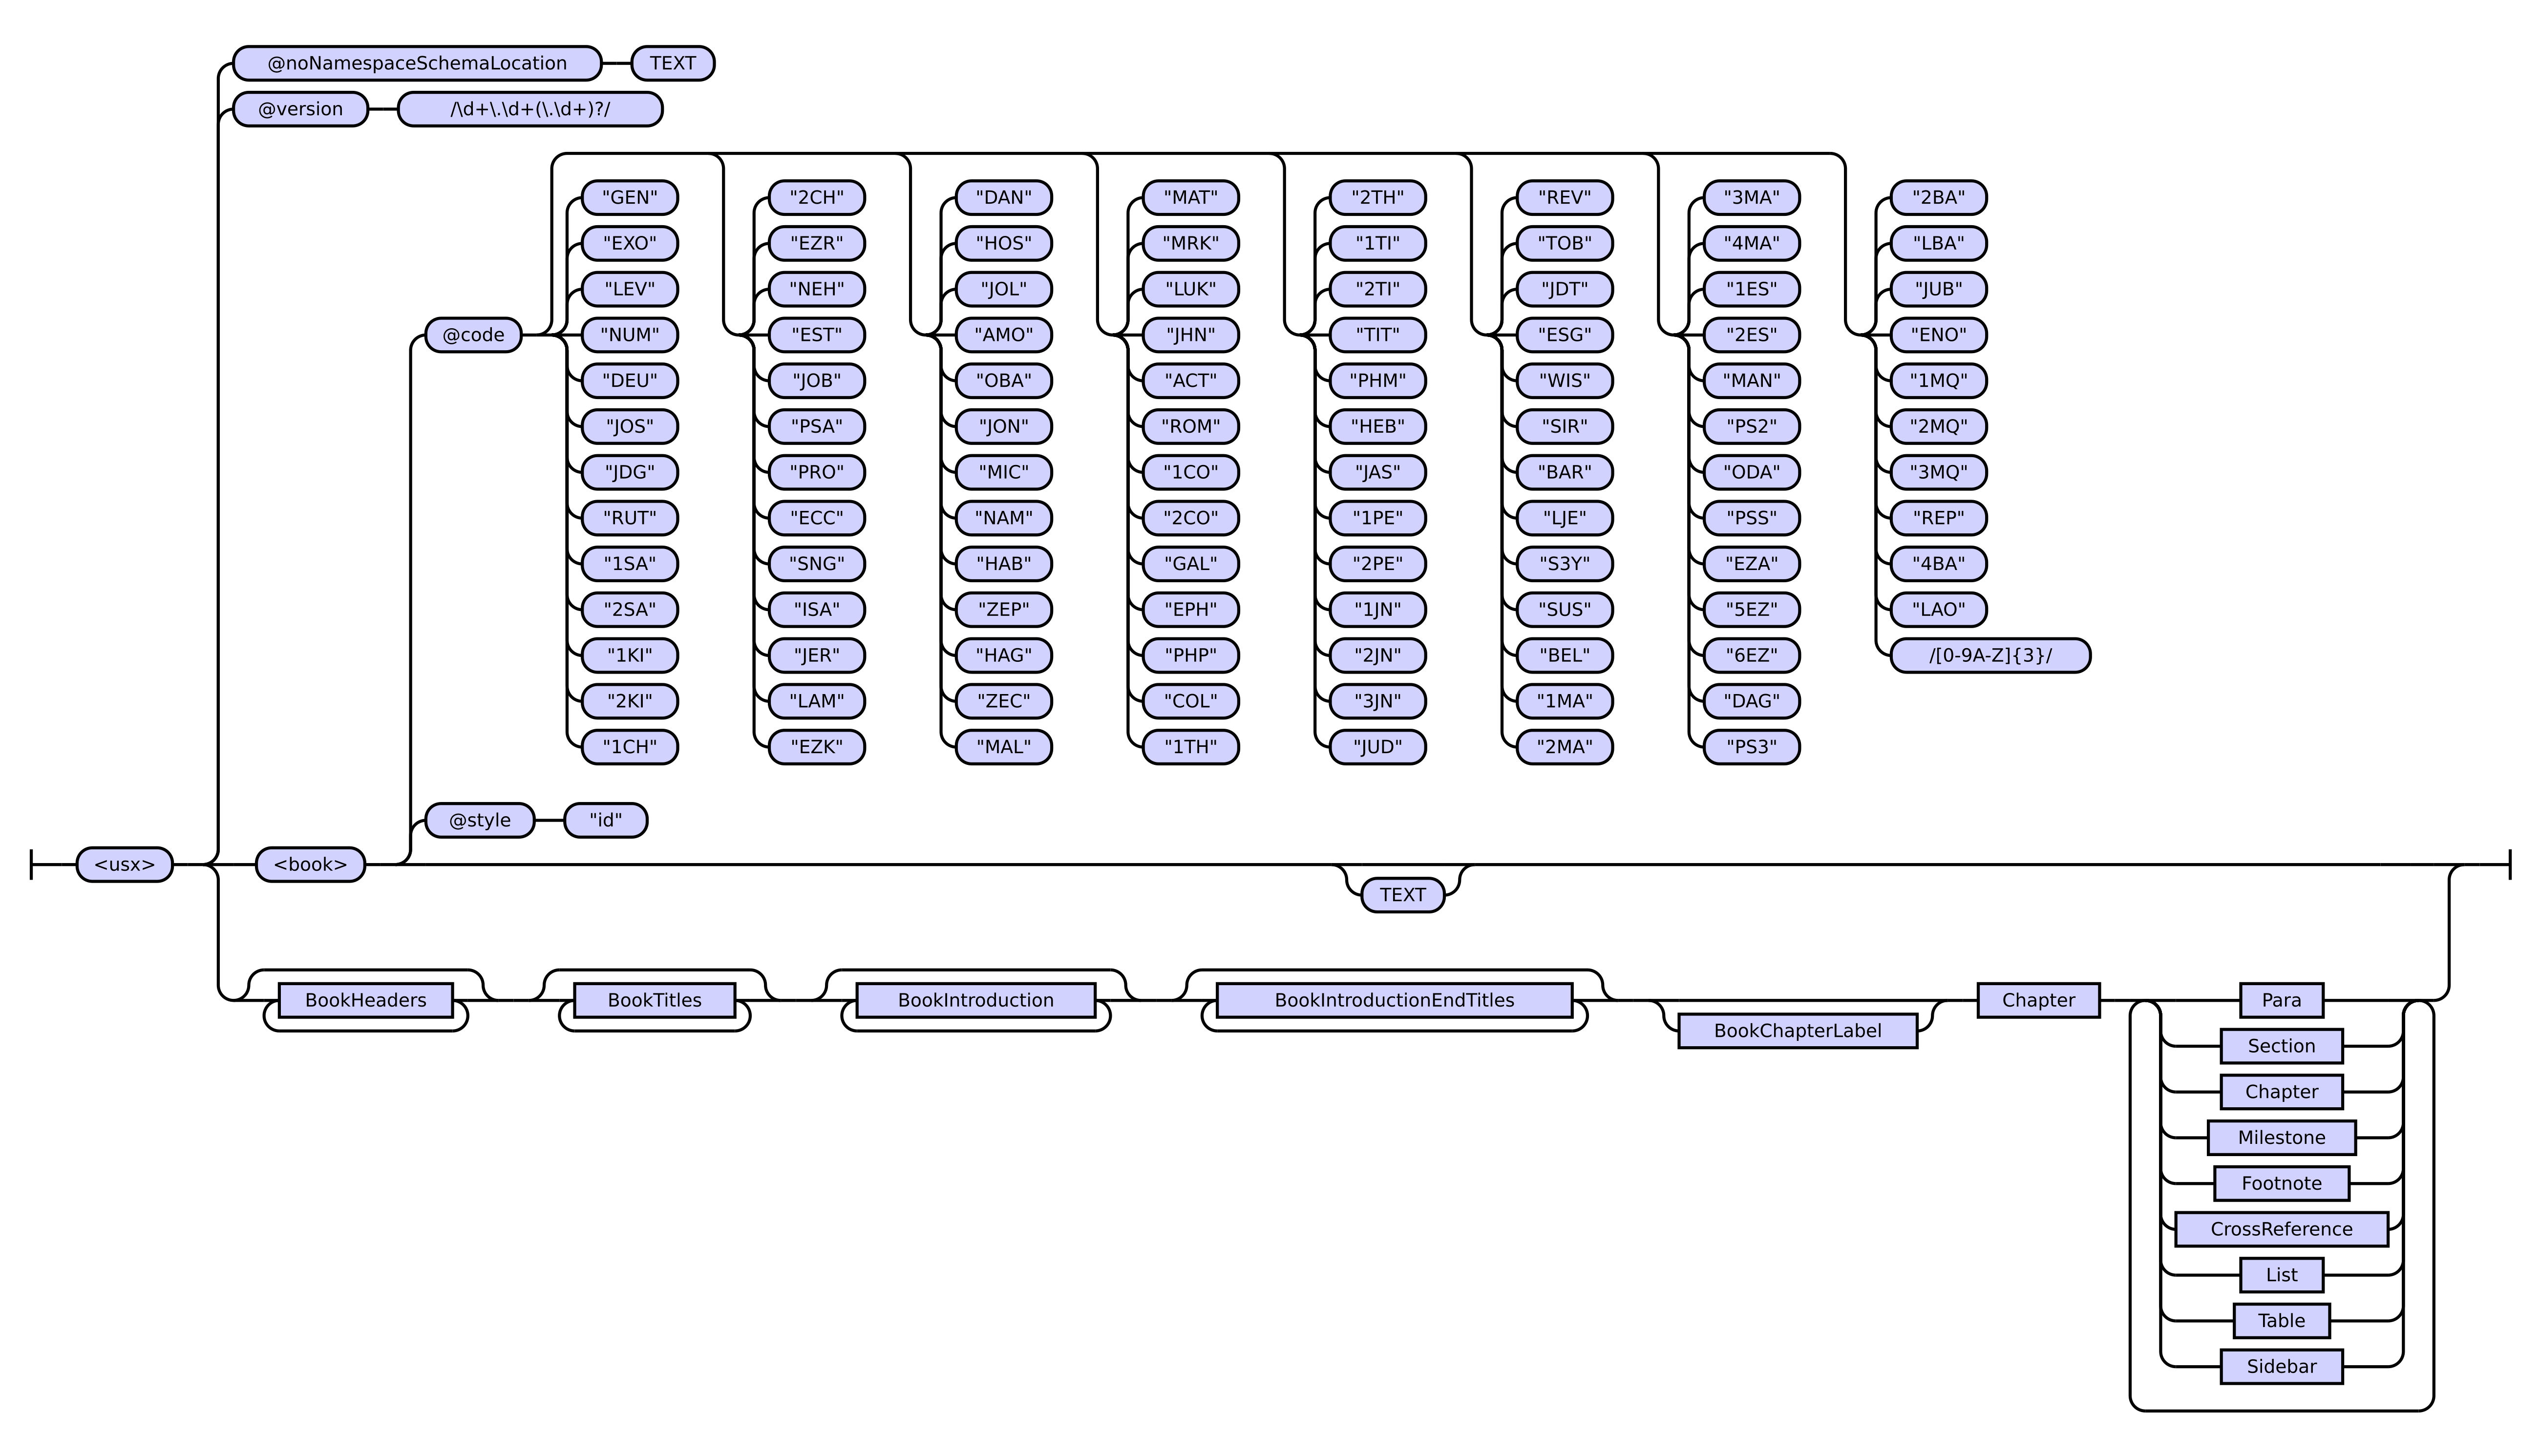 @noNamespaceSchemaLocation TEXT
@version /\d+\.\d+(\.\d+)?/
"GEN" "2CH" "DAN" "MAT" "2TH" "REV" "3MA" "2BA"
"EXO" "EZR" "HOS" "MRK" "1TI" "TOB" "4MA" "LBA"
"LEV" "NEH" "JOL" "LUK" "2TI" "JDT" "1ES" "JUB"
@code "NUM" "EST" "AMO" "JHN" "TIT" "ESG" "2ES" "ENO"
"DEU" "JOB" "OBA" "ACT" "PHM" "WIS" "MAN" "1MQ"
"JOS" "PSA" "JON" "ROM" "HEB" "SIR" "PS2" "2MQ"
"JDG" "PRO" "MIC" "1CO" "JAS" "BAR" "ODA" "3MQ"
"RUT" "ECC" "NAM" "2CO" "1PE" "LJE" "PSS" "REP"
"1SA" "SNG" "HAB" "GAL" "2PE" "S3Y" "EZA" "4BA"
"2SA" "ISA" "ZEP" "EPH" "1JN" "SUS" "5EZ" "LAO"
"1KI" "JER" "HAG" "PHP" "2JN" "BEL" "6EZ" /[0-9A-Z]{3}/
"2KI" "LAM" "ZEC" "COL" "3JN" "1MA" "DAG"
"1CH" "EZK" "MAL" "1TH" "JUD" "2MA" "PS3"
@style "id"
<usx> <book>
TEXT
BookHeaders BookTitles BookIntroduction BookIntroductionEndTitles Chapter Para
BookChapterLabel
Section
Chapter
Milestone
Footnote
CrossReference
List
Table
Sidebar